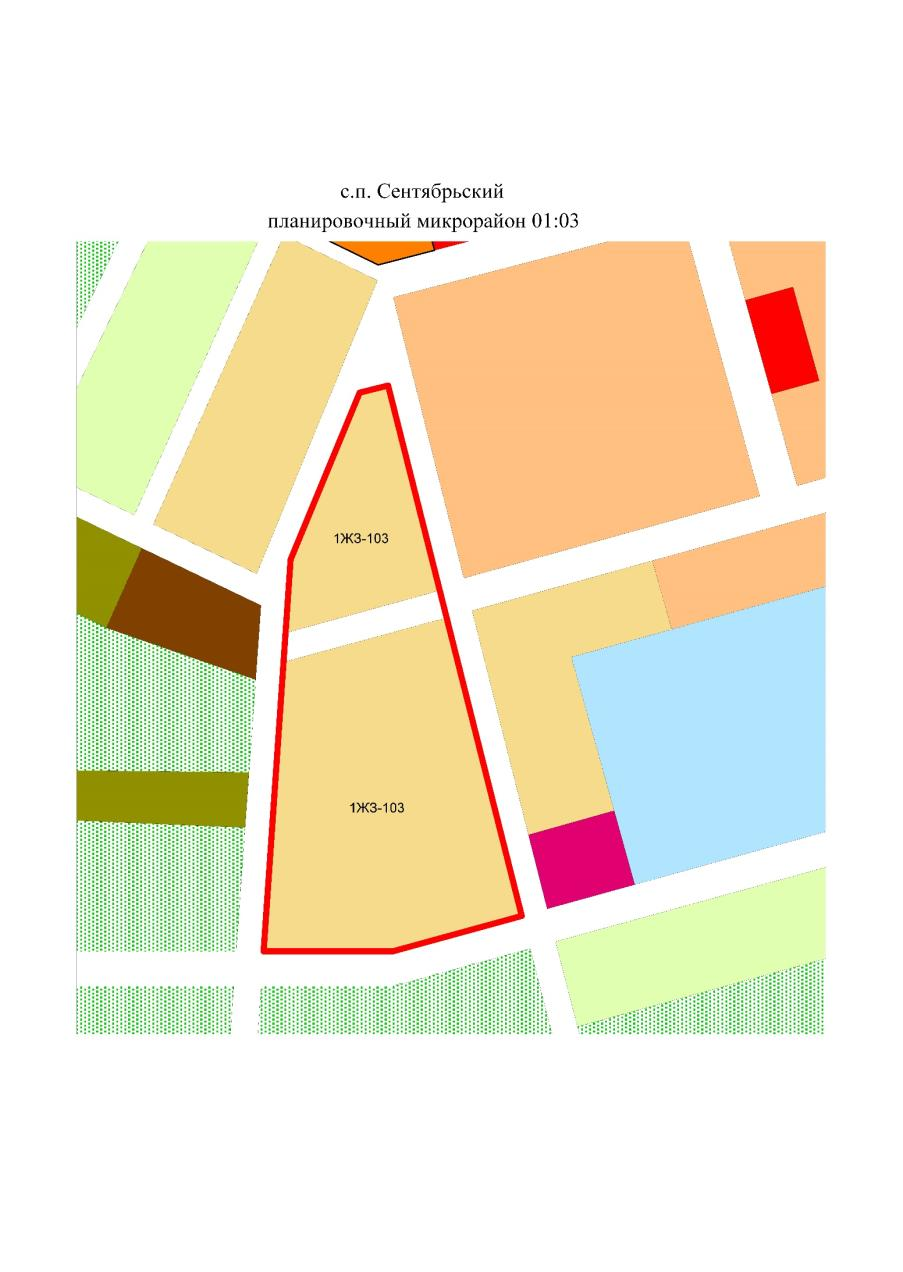 с.п. Сентябрьский
планировочный микрорайон 01:03
1ЖЗ-103
1ЖЗ-103